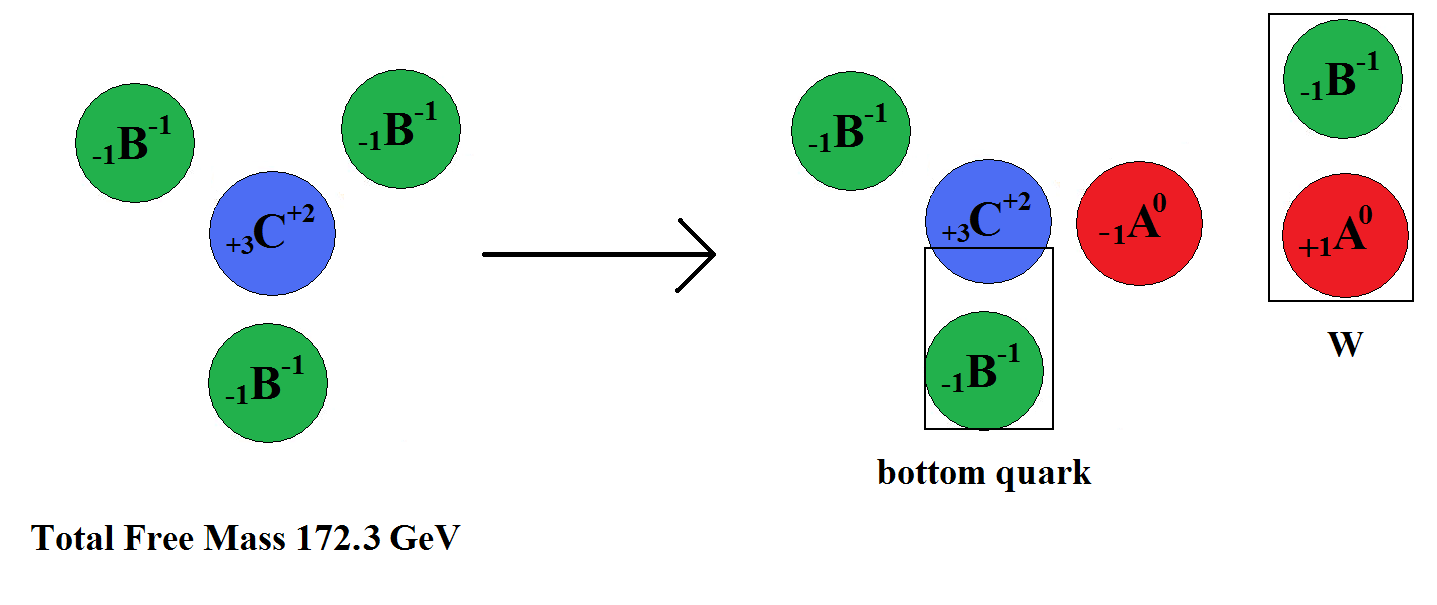 -1B-1
-1B-1
+3C+2
-1B-1
Total Free Mass 172.3 GeV
-1B-1
+3C+2
-1A0
-1B-1
bottom quark
-1B-1
+1A0
W